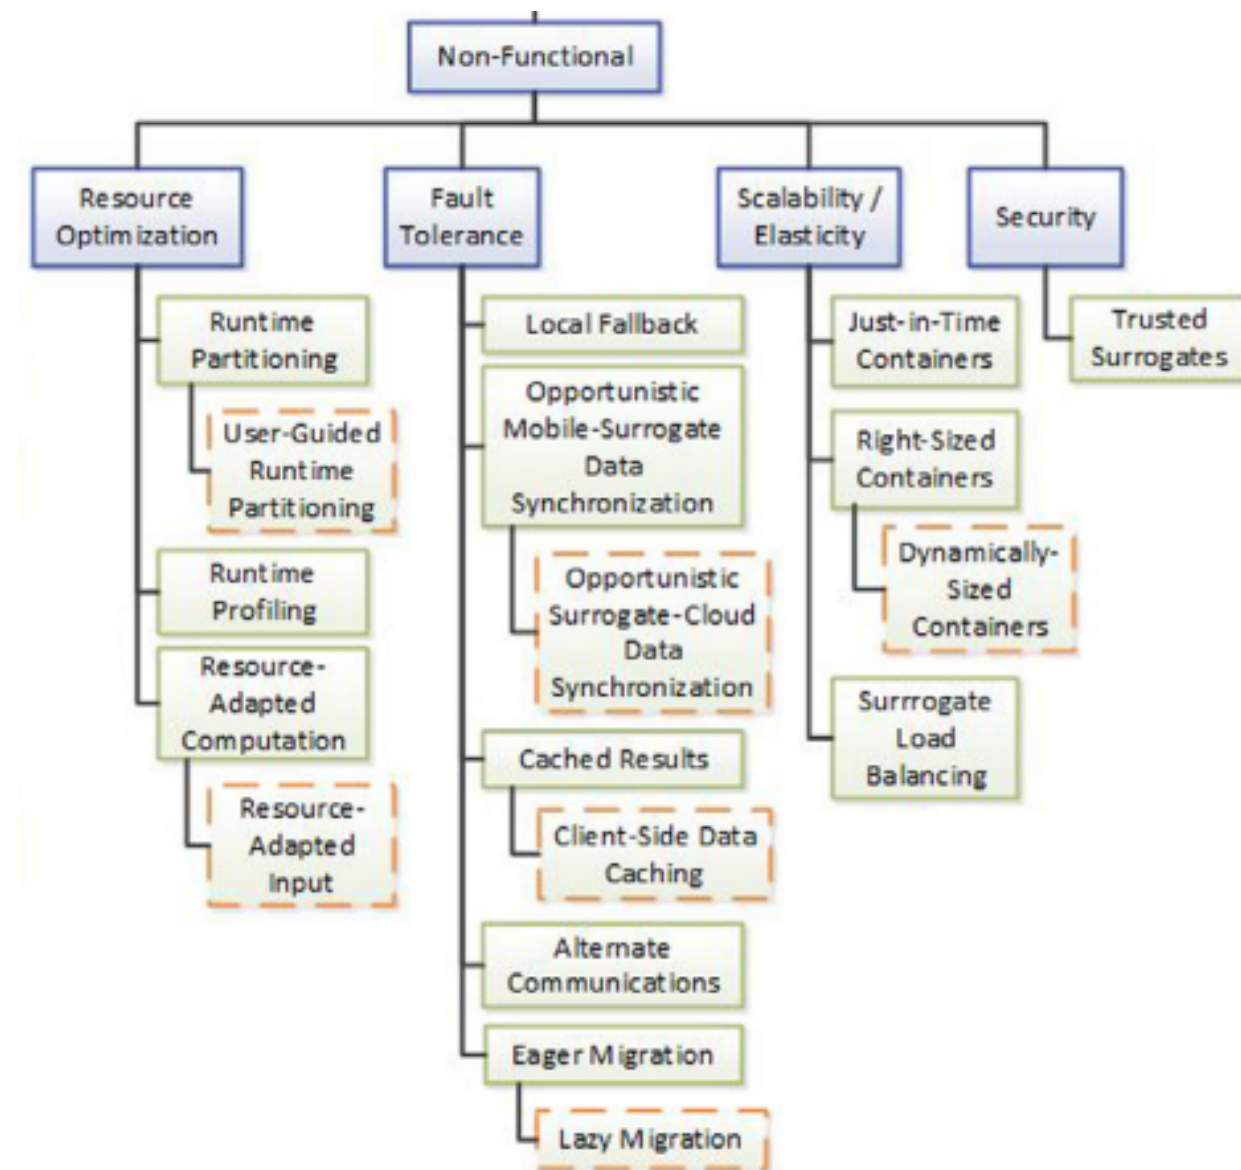 Non-Functional
Resource
Optimization
Fault
Tolerance
Scalability /
Elasticity
Security
Runtime
Partitioning
User-Guided
Runtime
Partitioning
Runtime
Profiling
Resource-
Adapted
Computation
Resource-
Adapted
Input
Local Fallback
Opportunistic
Mobile-Surrogate
Data
Synchronization
Opportunistic
Surrogate-Cloud
Data
Synchronization
Cached Results
Client-Side Data
Caching
Alternate
Communications
Eager Migration
Lazy Migration
Just-in-Time
Containers
Right-Sized
Containers
Dynamically-
Sized
Containers
Surrrogate
Load
Balancing
Trusted
Surrogates